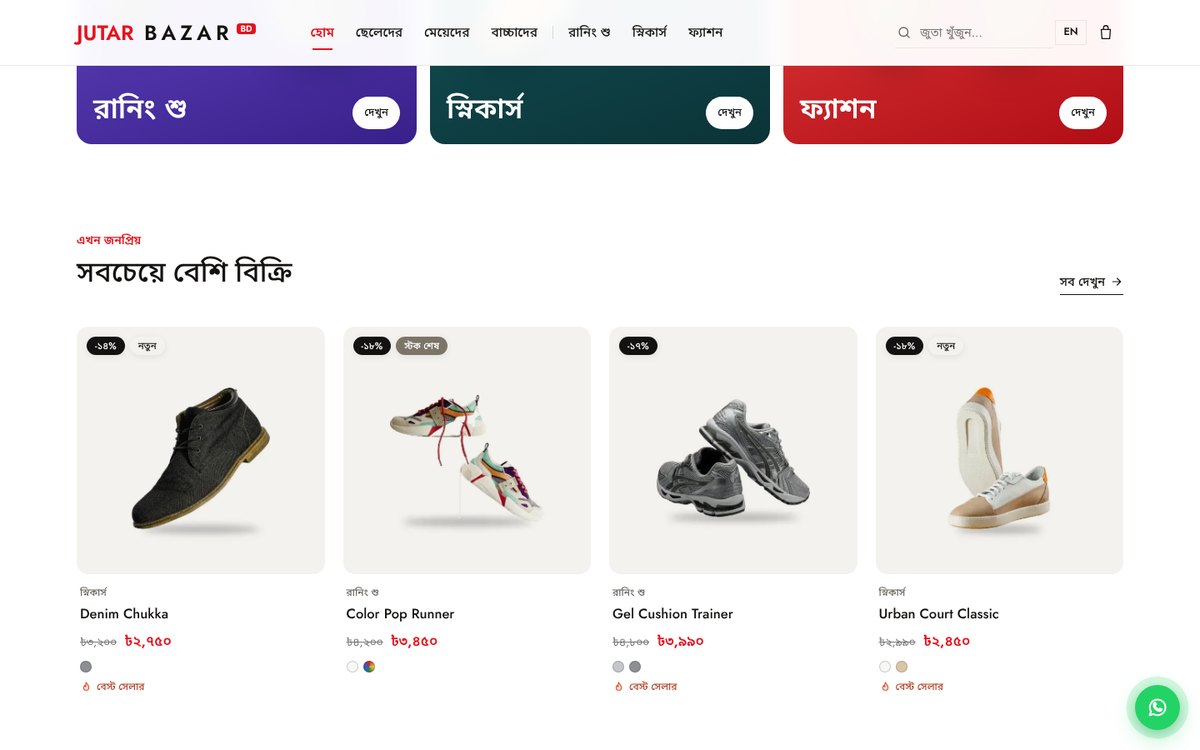 JUTAR BAZAR BD
হোম ছেলেদের মেয়েদের বাচ্চাদের রানিং শু স্নিকার্স ফ্যাশন
জুতা খুঁজুন...
EN
রানিং শু দেখুন
স্নিকার্স দেখুন
ফ্যাশন দেখুন
এখন জনপ্রিয়
সবচেয়ে বেশি বিক্রি
সব দেখুন →
-১৪% নতুন
-১৮% স্টক শেষ
-১৭%
-১৮% নতুন
স্নিকার্স
Denim Chukka
৳৩,২০০ ৳২,৭৫০
বেস্ট সেলার
রানিং শু
Color Pop Runner
৳৪,২০০ ৳৩,৪৫০
রানিং শু
Gel Cushion Trainer
৳৪,৮০০ ৳৩,৯৯০
বেস্ট সেলার
স্নিকার্স
Urban Court Classic
৳২,৯৯০ ৳২,৪৫০
বেস্ট সেলার